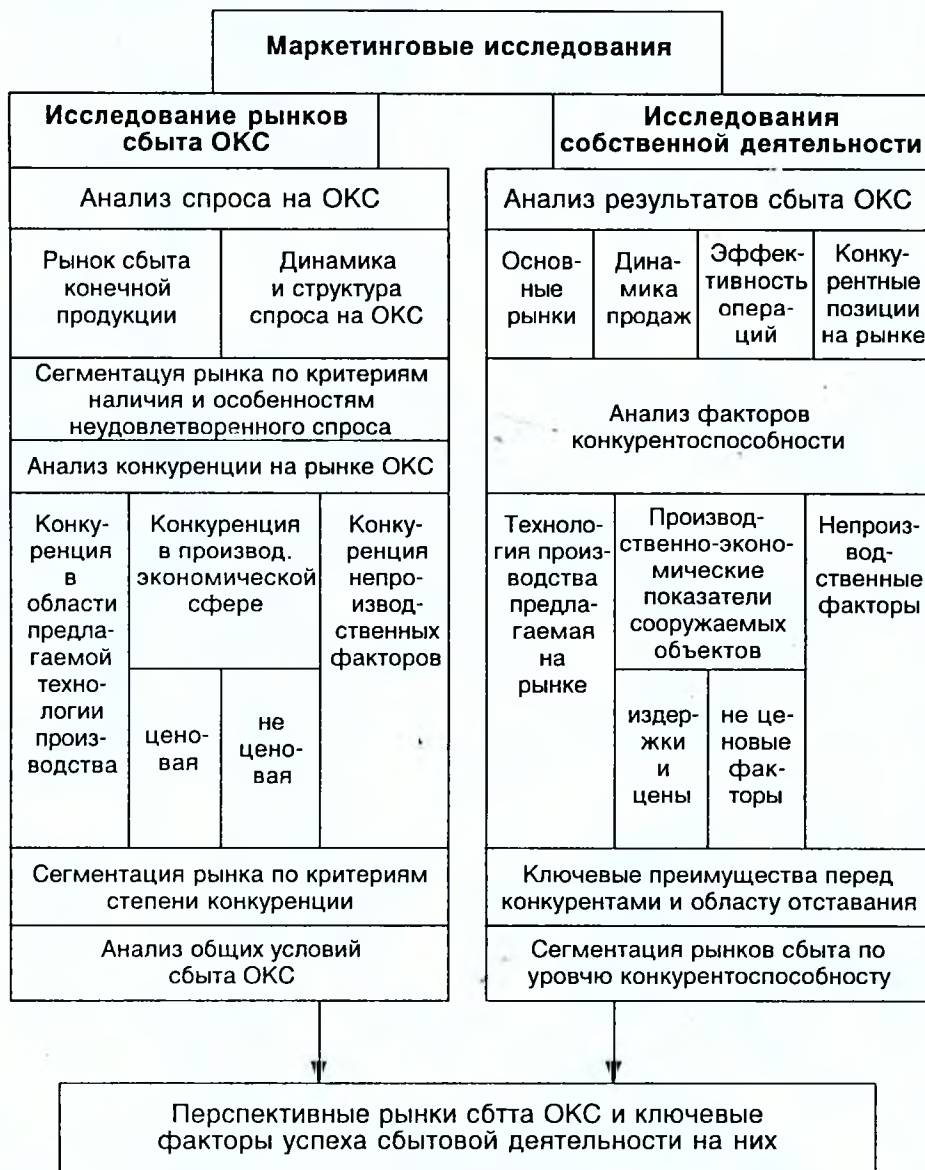 Маркетинговые исследования
Исследование рынков
сбыта ОКС
Анализ спроса на ОКС
Рынок сбыта
конечной
продукции
Динамика
и структура
спроса на ОКС
Сегментацуя рынка по критериям
наличия и особенностям
неудовлетворенного спроса
Анализ конкуренции на рынке ОКС
Конку-
ренция
в
области
предла-
гаемой
техно-
логии
произ-
водства
Конкуренция
в производ.
экономической
сфере
цено-
вая
не
цено-
вая
Конку-
ренция
непро-
изводд-
ственных
факторов
Сегментация рынка по критериям
степени конкуренции
Анализ общих условий
сбыта ОКС
Исследования
собственной деятельности
Анализ результатов сбыта ОКС
Основ-
ные
рынки
Дина-
мика
продаж
Эффек-
тивность
опера-
ций
Конку-
рентные
позиции
на рынке
Анализ факторов
конкурентоспособности
Техноло-
гия произ-
водства
предла-
гаемая
на
рынке
Производ-
ственно-эконо-
мические
показатели
сооружаемых
объектов
издер-
жки
и
цены
не це-
новые
фак-
торы
Непроиз-
вод-
ственные
факторы
Ключевые преимущества перед
конкурентами и областу отставания
Сегментация рынков сбыта по
уровчю конкурентоспособносту
Перспективные рынки сбтта ОКС и ключевые
факторы успеха сбытовой деятельности на них